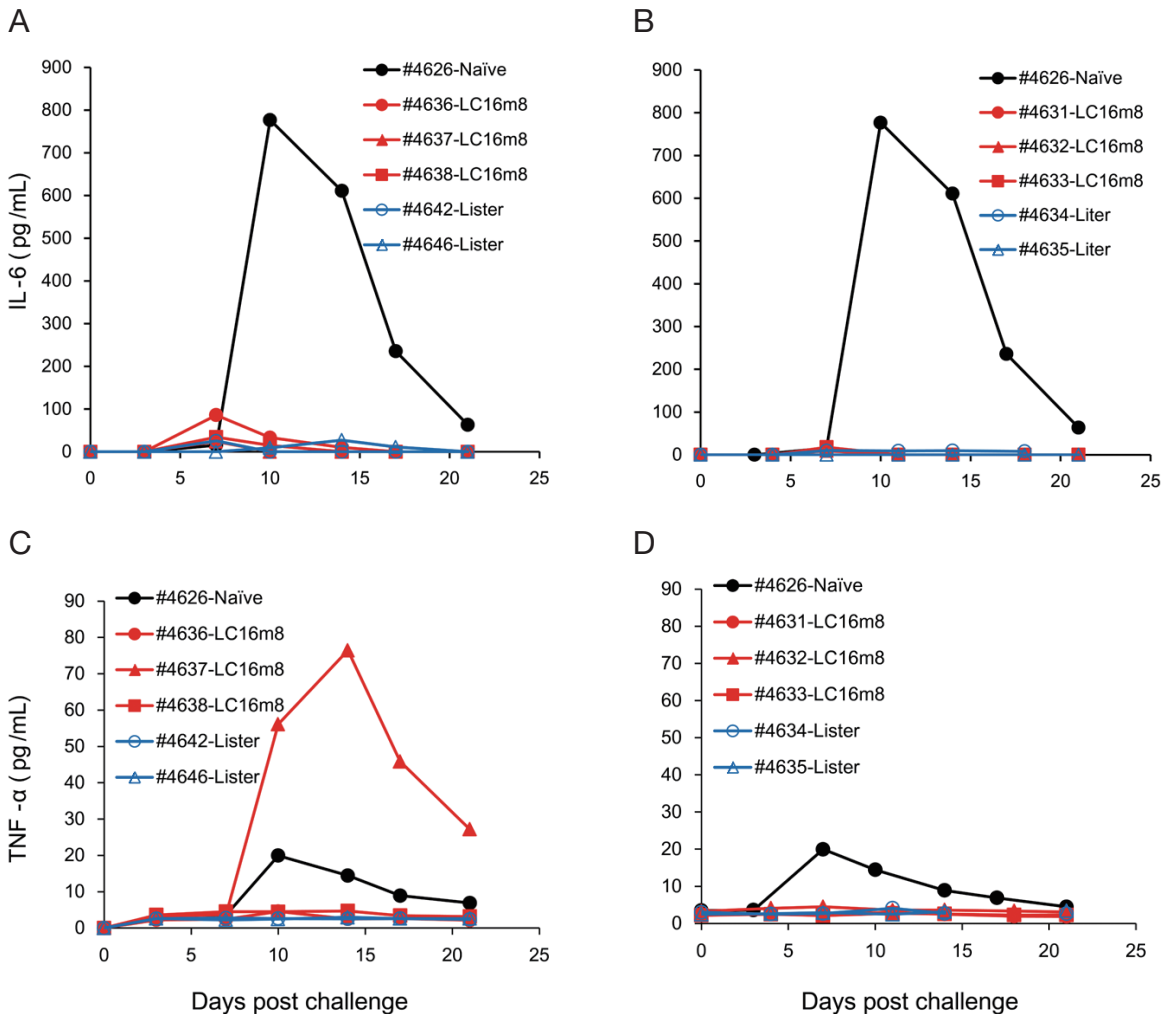 A
IL-6 ( pg/mL)
900
800
700
600
500
400
300
200
100
0
0 5 10 15 20 25
#4626-Naïve
#4636-LC16m8
#4637-LC16m8
#4638-LC16m8
#4642-Lister
#4646-Lister
B
900
800
700
600
500
400
300
200
100
0
0 5 10 15 20 25
#4626-Naïve
#4631-LC16m8
#4632-LC16m8
#4633-LC16m8
#4634-Liter
#4635-Liter
C
TNF -α ( pg/mL)
90
80
70
60
50
40
30
20
10
0
0 5 10 15 20 25
#4626-Naïve
#4636-LC16m8
#4637-LC16m8
#4638-LC16m8
#4642-Lister
#4646-Lister
Days post challenge
D
90
80
70
60
50
40
30
20
10
0
0 5 10 15 20 25
#4626-Naïve
#4631-LC16m8
#4632-LC16m8
#4633-LC16m8
#4634-Lister
#4635-Lister
Days post challenge